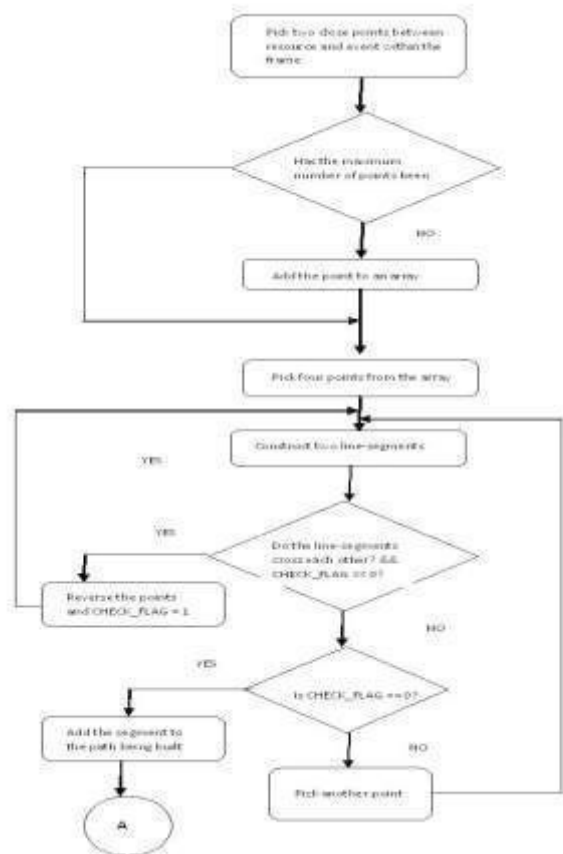 Pick two close points between
resource and event within the
frame
Has the maximum
number of points been
NO
Add the point to an array
Pick four points from the array
Construct two line-segments
YES
YES
Do the line-segments
cross each other? &&
CHECK_FLAG == 0?
Reverse the points
and CHECK_FLAG = 1
NO
YES
Is CHECK_FLAG ==0?
Add the segment to
the path being built
NO
Pick another point
A